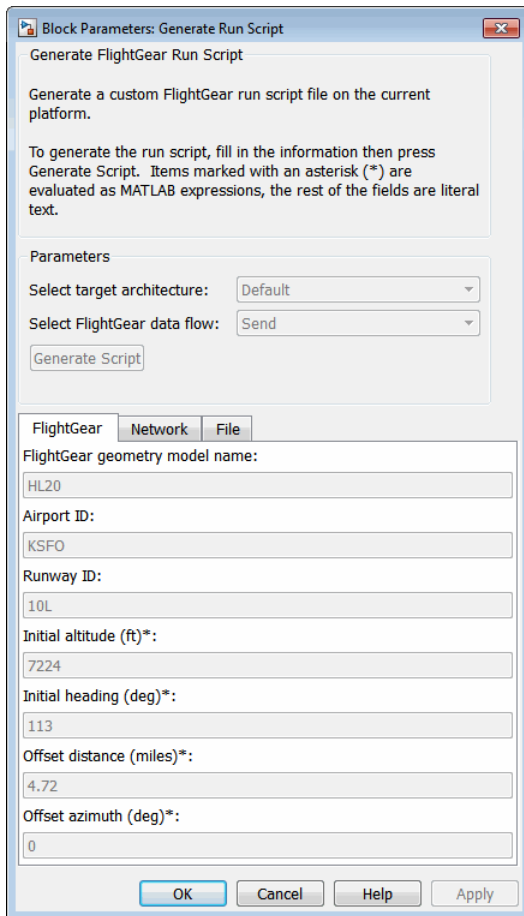 Block Parameters: Generate Run Script
Generate FlightGear Run Script
Generate a custom FlightGear run script file on the current
platform.
To generate the run script, fill in the information then press
Generate Script.  Items marked with an asterisk (*) are
evaluated as MATLAB expressions, the rest of the fields are literal
text.
Parameters
Select target architecture: Default
Select FlightGear data flow: Send
Generate Script
FlightGear Network File
FlightGear geometry model name:
HL20
Airport ID:
KSFO
Runway ID:
10L
Initial altitude (ft)*:
7224
Initial heading (deg)*:
113
Offset distance (miles)*:
4.72
Offset azimuth (deg)*:
0
OK Cancel Help Apply